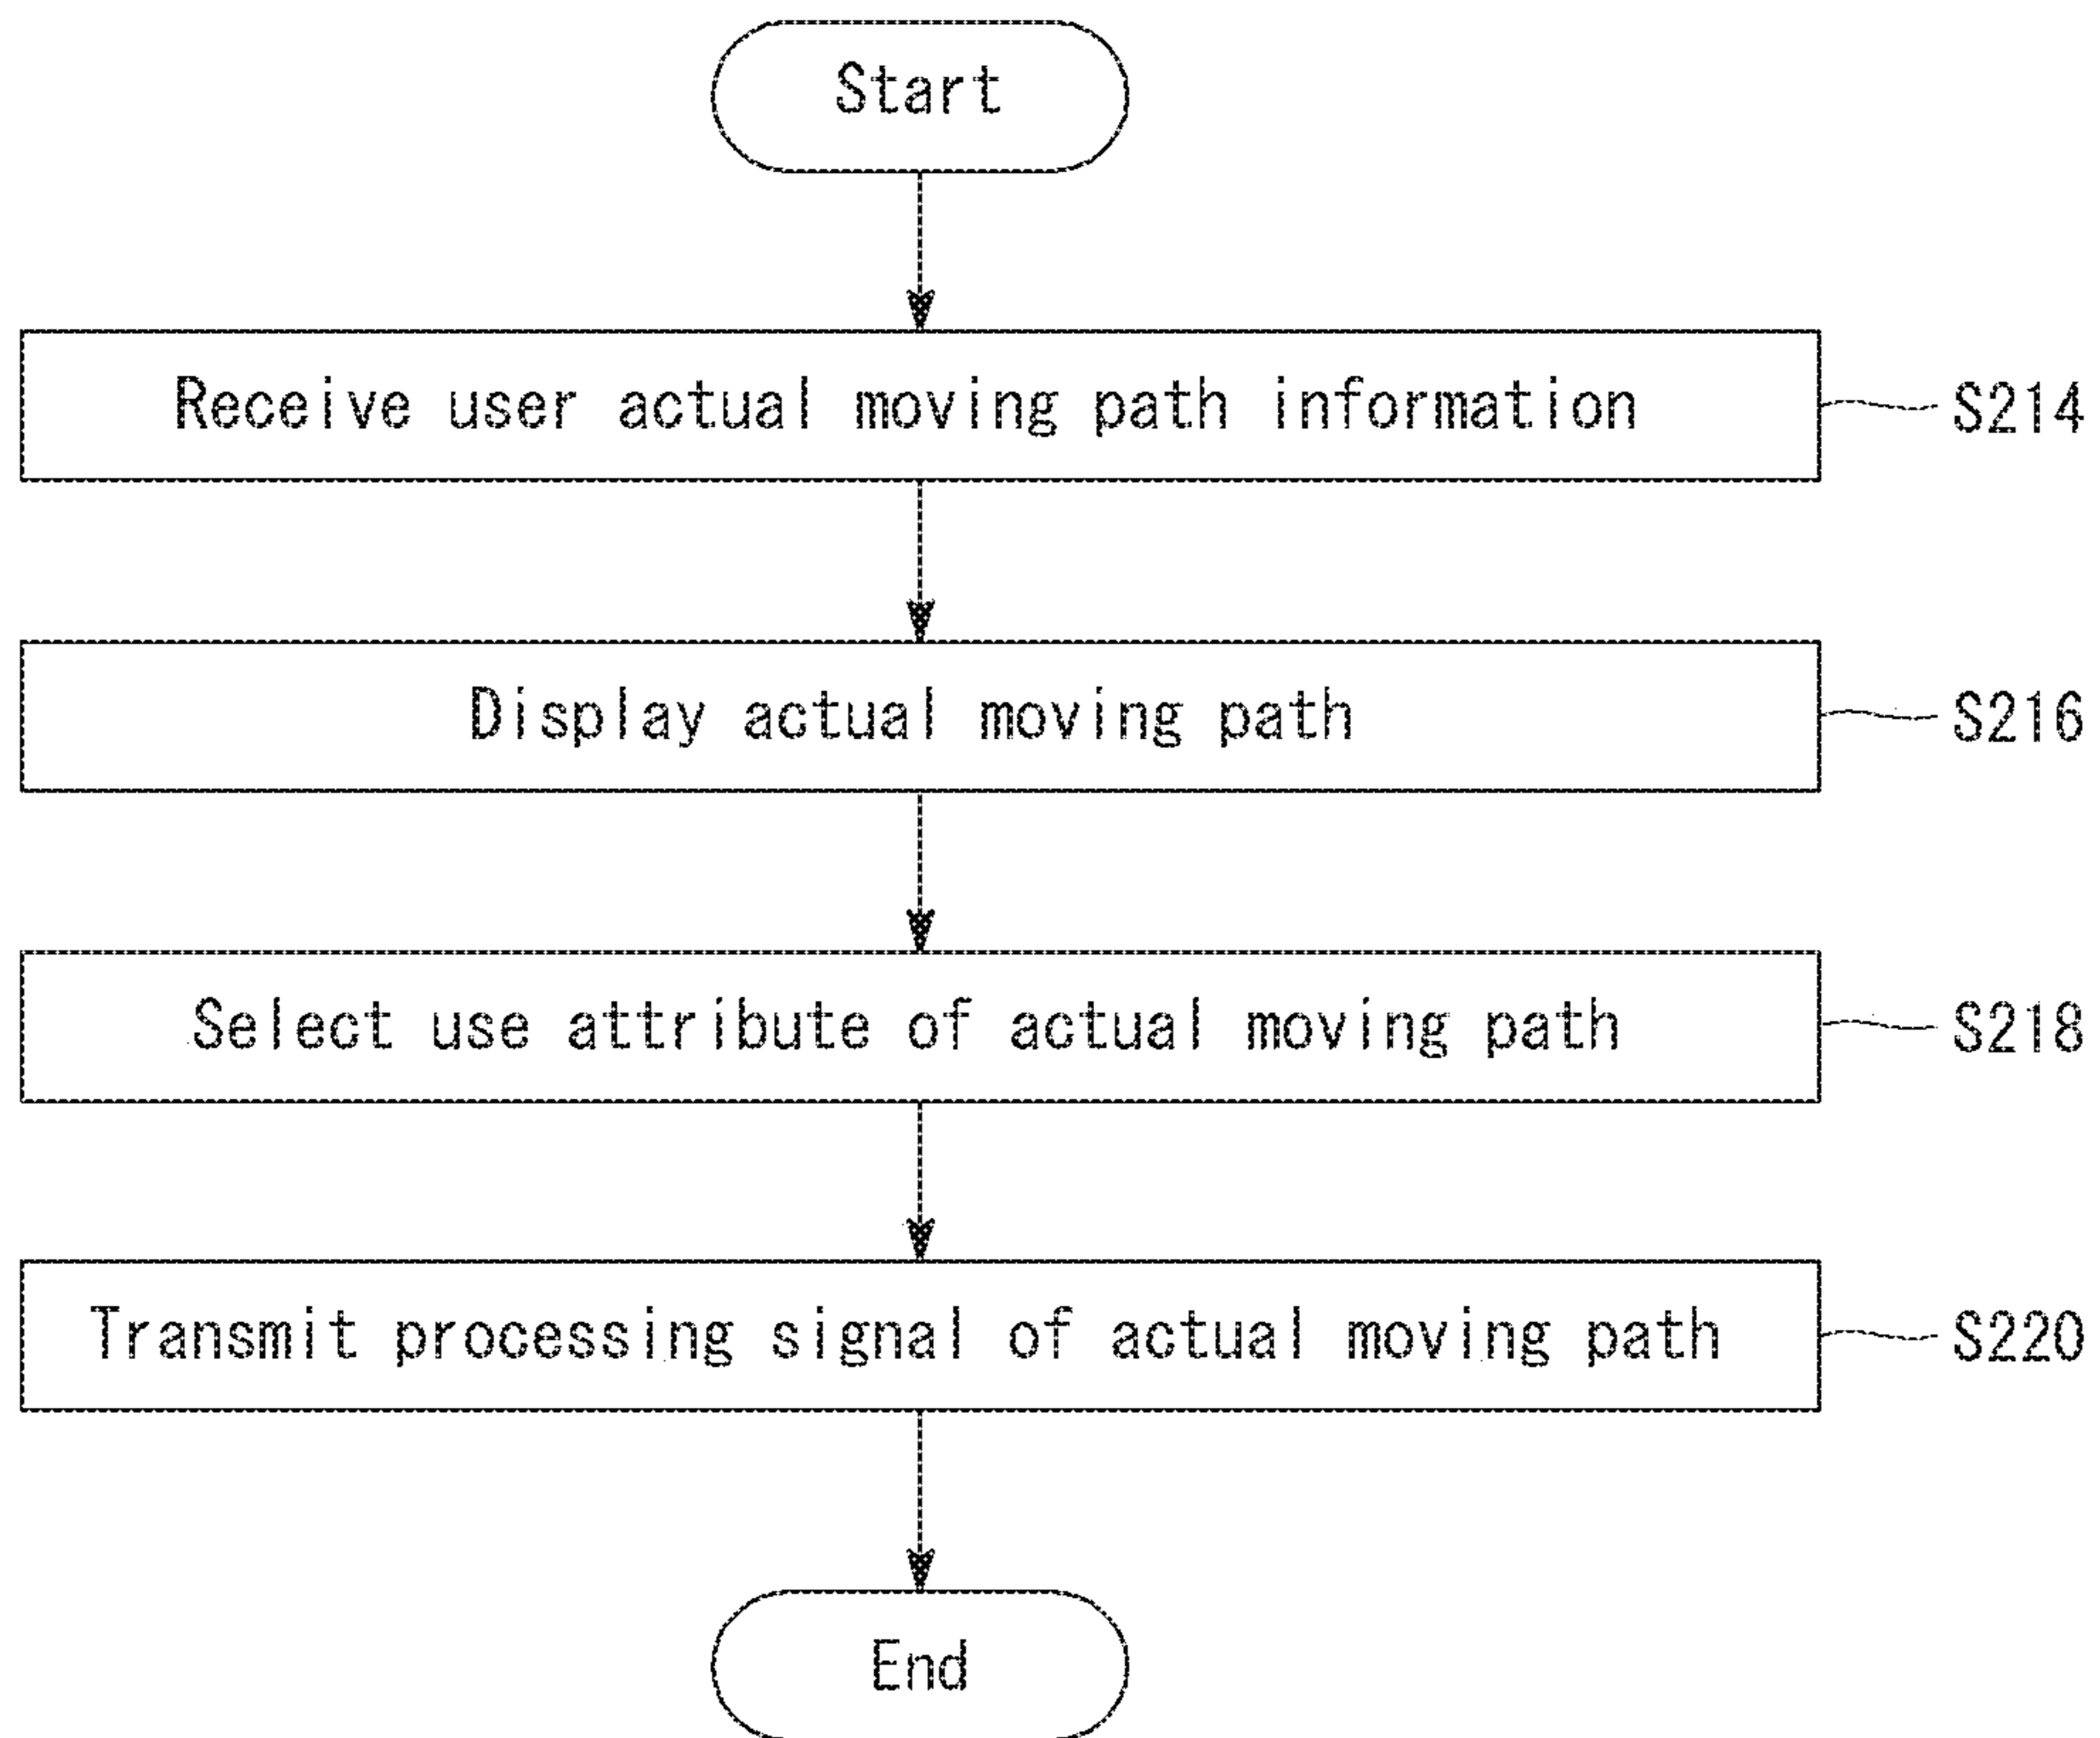 Start
Receive user actual moving path information S214
Display actual moving path S216
Select use attribute of actual moving path S218
Transmit processing signal of actual moving path S220
End